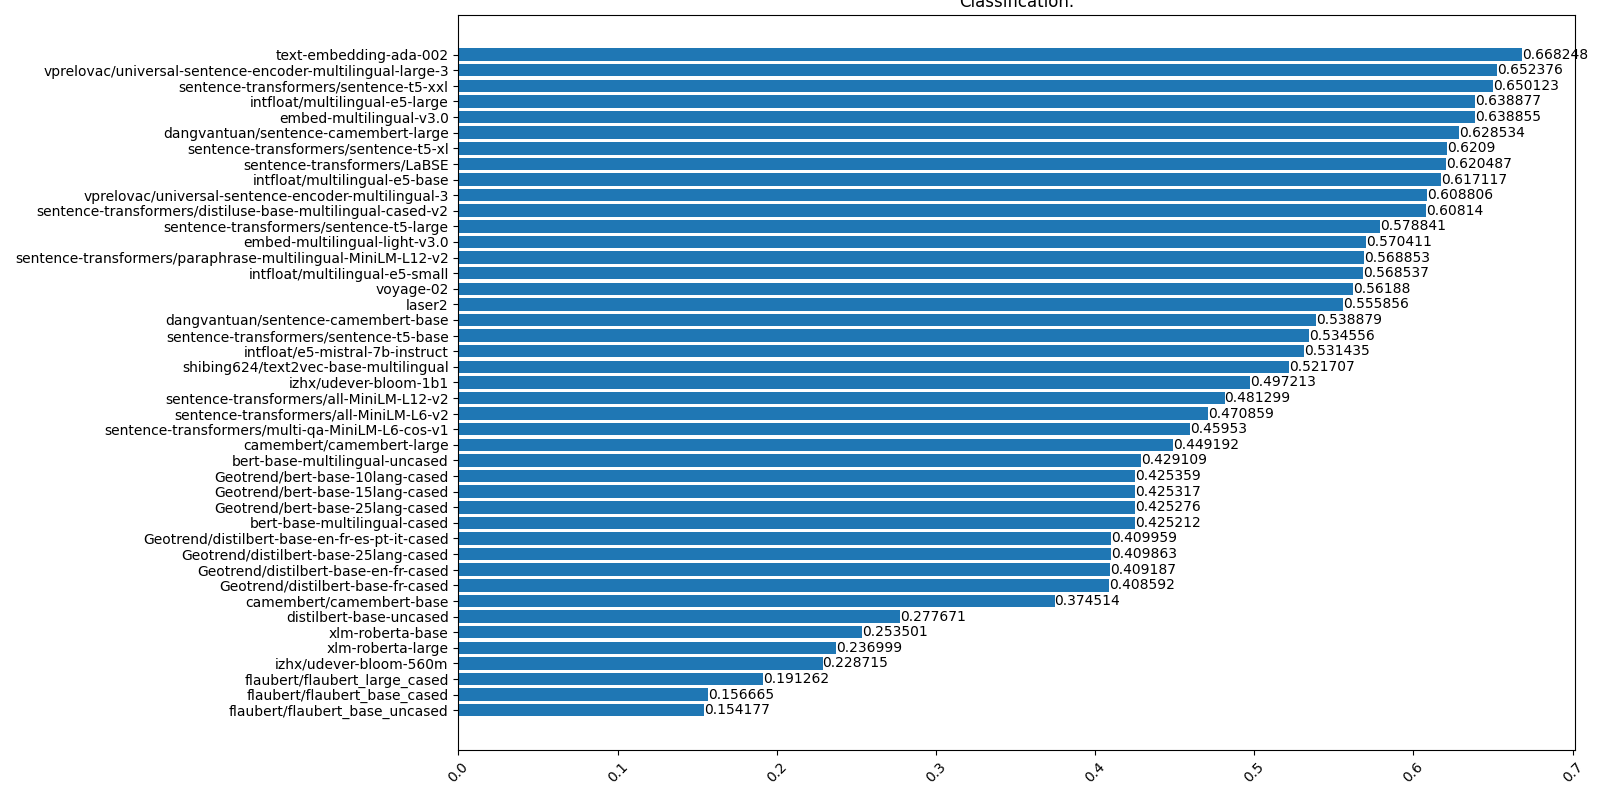 Classification.
text-embedding-ada-002 0.668248
vprelovac/universal-sentence-encoder-multilingual-large-3 0.652376
sentence-transformers/sentence-t5-xxl 0.650123
intfloat/multilingual-e5-large 0.638877
embed-multilingual-v3.0 0.638855
dangvantuan/sentence-camembert-large 0.628534
sentence-transformers/sentence-t5-xl 0.6209
sentence-transformers/LaBSE 0.620487
intfloat/multilingual-e5-base 0.617117
vprelovac/universal-sentence-encoder-multilingual-3 0.608806
sentence-transformers/distiluse-base-multilingual-cased-v2 0.60814
sentence-transformers/sentence-t5-large 0.578841
embed-multilingual-light-v3.0 0.570411
sentence-transformers/paraphrase-multilingual-MiniLM-L12-v2 0.568853
intfloat/multilingual-e5-small 0.568537
voyage-02 0.56188
laser2 0.555856
dangvantuan/sentence-camembert-base 0.538879
sentence-transformers/sentence-t5-base 0.534556
intfloat/e5-mistral-7b-instruct 0.531435
shibing624/text2vec-base-multilingual 0.521707
izhx/udever-bloom-1b1 0.497213
sentence-transformers/all-MiniLM-L12-v2 0.481299
sentence-transformers/all-MiniLM-L6-v2 0.470859
sentence-transformers/multi-qa-MiniLM-L6-cos-v1 0.45953
camembert/camembert-large 0.449192
bert-base-multilingual-uncased 0.429109
Geotrend/bert-base-10lang-cased 0.425359
Geotrend/bert-base-15lang-cased 0.425317
Geotrend/bert-base-25lang-cased 0.425276
bert-base-multilingual-cased 0.425212
Geotrend/distilbert-base-en-fr-es-pt-it-cased 0.409959
Geotrend/distilbert-base-25lang-cased 0.409863
Geotrend/distilbert-base-en-fr-cased 0.409187
Geotrend/distilbert-base-fr-cased 0.408592
camembert/camembert-base 0.374514
distilbert-base-uncased 0.277671
xlm-roberta-base 0.253501
xlm-roberta-large 0.236999
izhx/udever-bloom-560m 0.228715
flaubert/flaubert_large_cased 0.191262
flaubert/flaubert_base_cased 0.156665
flaubert/flaubert_base_uncased 0.154177
0.0 0.1 0.2 0.3 0.4 0.5 0.6 0.7